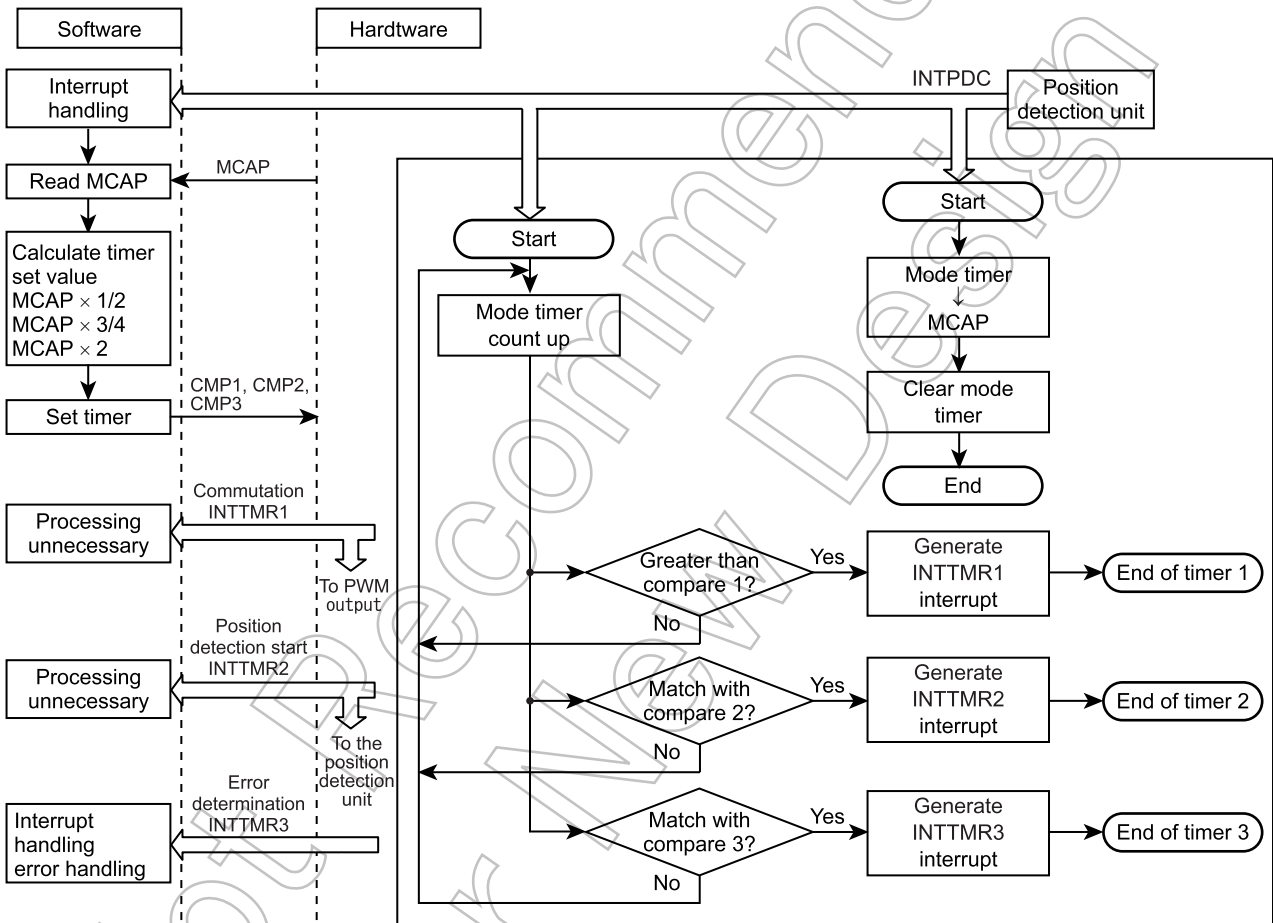 Software
Hardtware
INTPDC
Interrupt
handling
Position
detection unit
Read MCAP
MCAP
Calculate timer
set value
MCAP × 1/2
MCAP × 3/4
MCAP × 2
Set timer
CMP1, CMP2,
CMP3
Start
Mode timer
count up
Start
Mode timer
↓
MCAP
Clear mode
timer
End
Commutation
INTTMR1
Processing
unnecessary
To PWM
output
Greater than
compare 1?
Yes
No
Generate
INTTMR1
interrupt
End of timer 1
Position
detection start
INTTMR2
Processing
unnecessary
To the
position
detection
unit
Match with
compare 2?
Yes
No
Generate
INTTMR2
interrupt
End of timer 2
Error
determination
INTTMR3
Interrupt
handling
error handling
Match with
compare 3?
Yes
No
Generate
INTTMR3
interrupt
End of timer 3
ot Recommen
r New Design